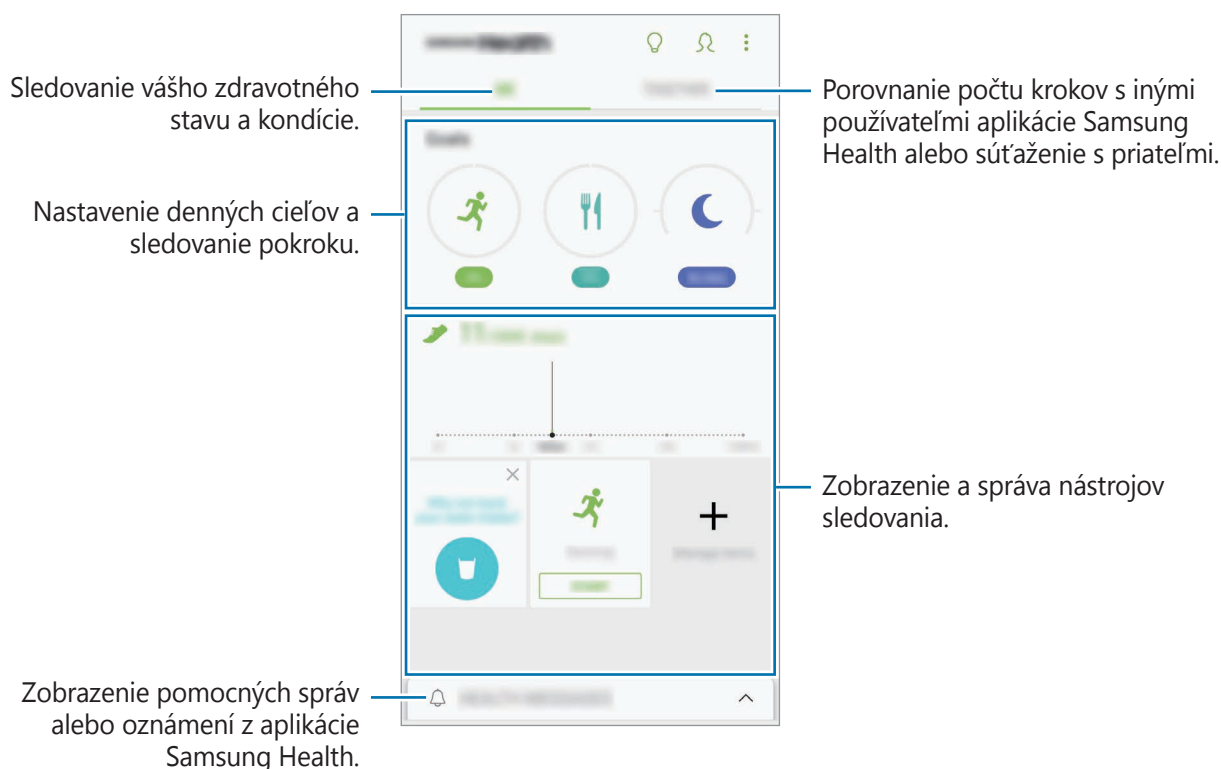 Sledovanie vášho zdravotného
stavu a kondície.
Porovnanie počtu krokov s inými
používateľmi aplikácie Samsung
Health alebo súťaženie s priateľmi.
Nastavenie denných cieľov a
sledovanie pokroku.
Zobrazenie a správa nástrojov
sledovania.
Zobrazenie pomocných správ
alebo oznámení z aplikácie
Samsung Health.